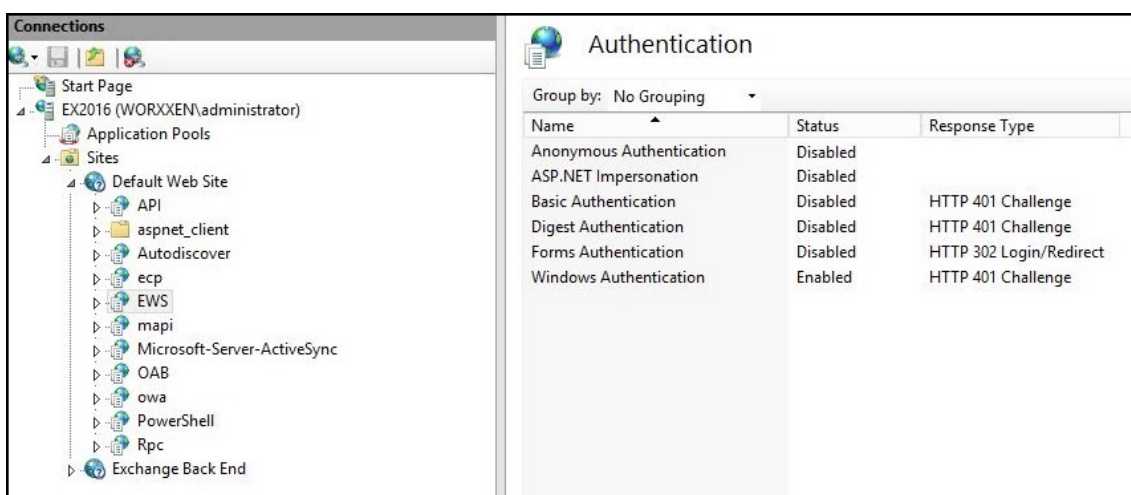 Connections
Start Page
EX2016 (WORXXEN\administrator)
Application Pools
Sites
Default Web Site
API
aspnet_client
Autodiscover
ecp
EWS
mapi
Microsoft-Server-ActiveSync
OAB
owa
PowerShell
Rpc
Exchange Back End
Authentication
Group by: No Grouping
Name Status Response Type
Anonymous Authentication Disabled
ASP.NET Impersonation Disabled
Basic Authentication Disabled HTTP 401 Challenge
Digest Authentication Disabled HTTP 401 Challenge
Forms Authentication Disabled HTTP 302 Login/Redirect
Windows Authentication Enabled HTTP 401 Challenge